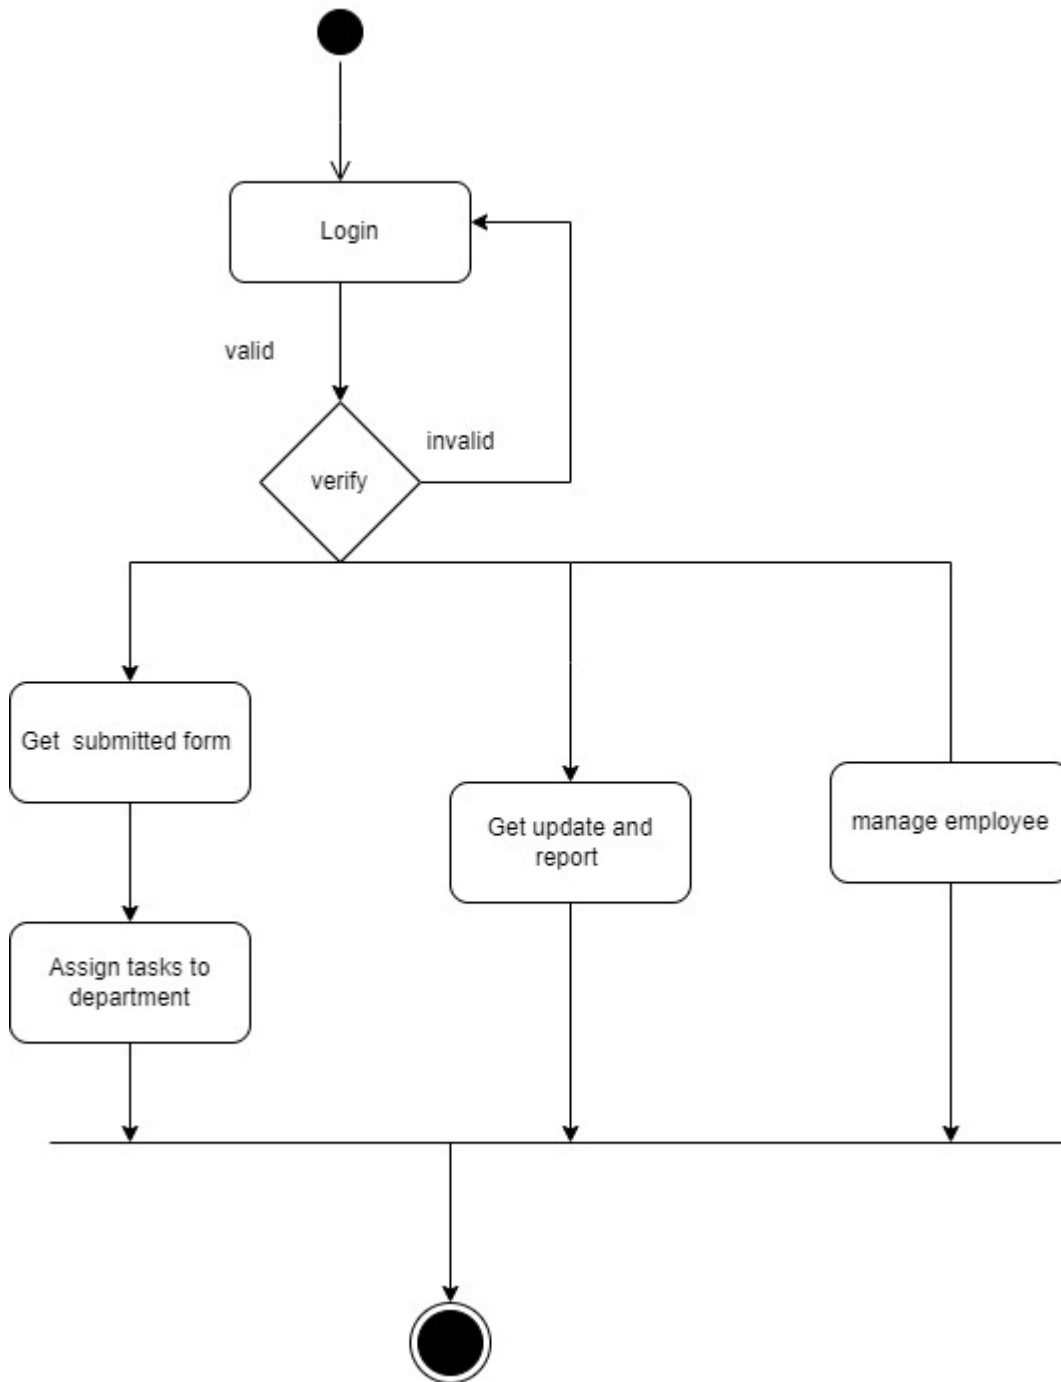 Login
valid
invalid
verify
Get  submitted form
Get update and
report
manage employee
Assign tasks to
department